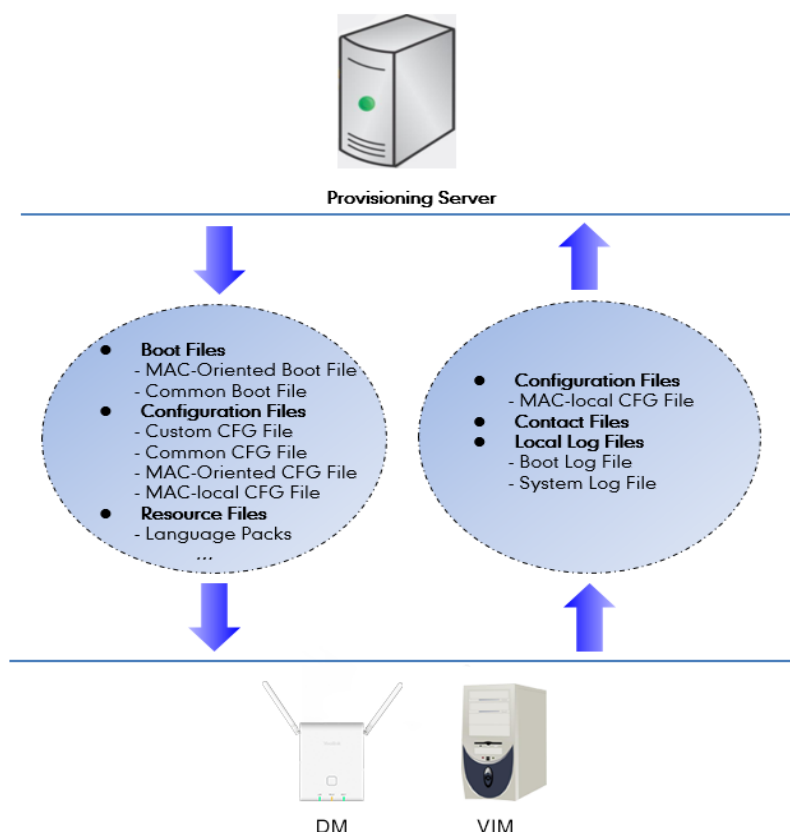 Provisioning Server
● Boot Files
- MAC-Oriented Boot File
- Common Boot File
● Configuration Files
- Custom CFG File
- Common CFG File
- MAC-Oriented CFG File
- MAC-local CFG File
● Resource Files
- Language Packs
...
● Configuration Files
- MAC-local CFG File
● Contact Files
● Local Log Files
- Boot Log File
- System Log File
DM
VIM